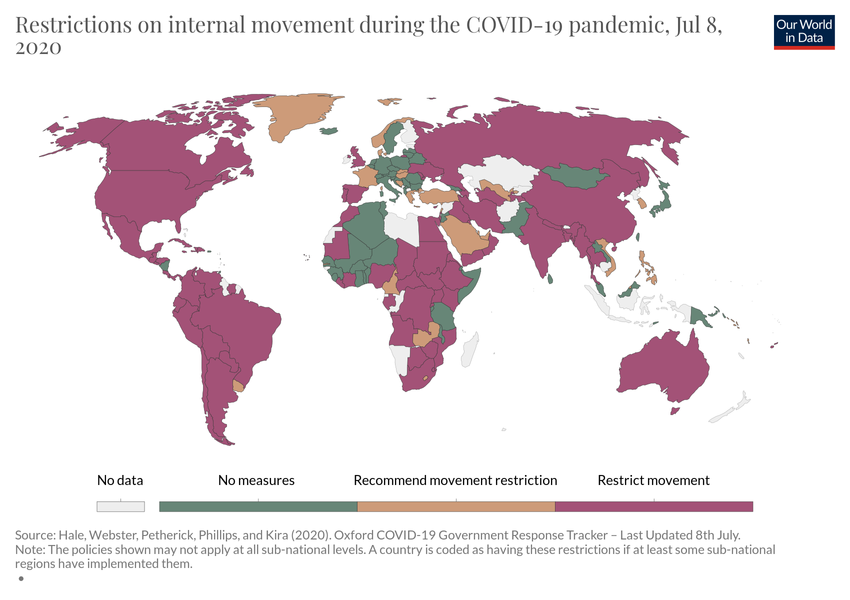 Restrictions on internal movement during the COVID-19 pandemic, Jul 8,
2020
Our World
in Data
No data
No measures
Recommend movement restriction
Restrict movement
Source: Hale, Webster, Petherick, Phillips, and Kira (2020). Oxford COVID-19 Government Response Tracker – Last Updated 8th July.
Note: The policies shown may not apply at all sub-national levels. A country is coded as having these restrictions if at least some sub-national
regions have implemented them.